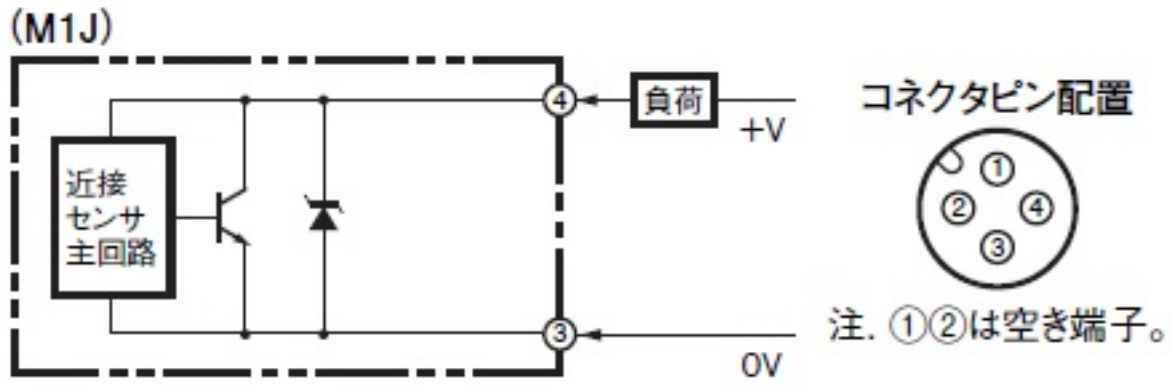 (M1J)
近接
センサ
主回路
④
負荷
+V
③
0V
コネクタピン配置
①
②
④
③
注. ①②は空き端子。